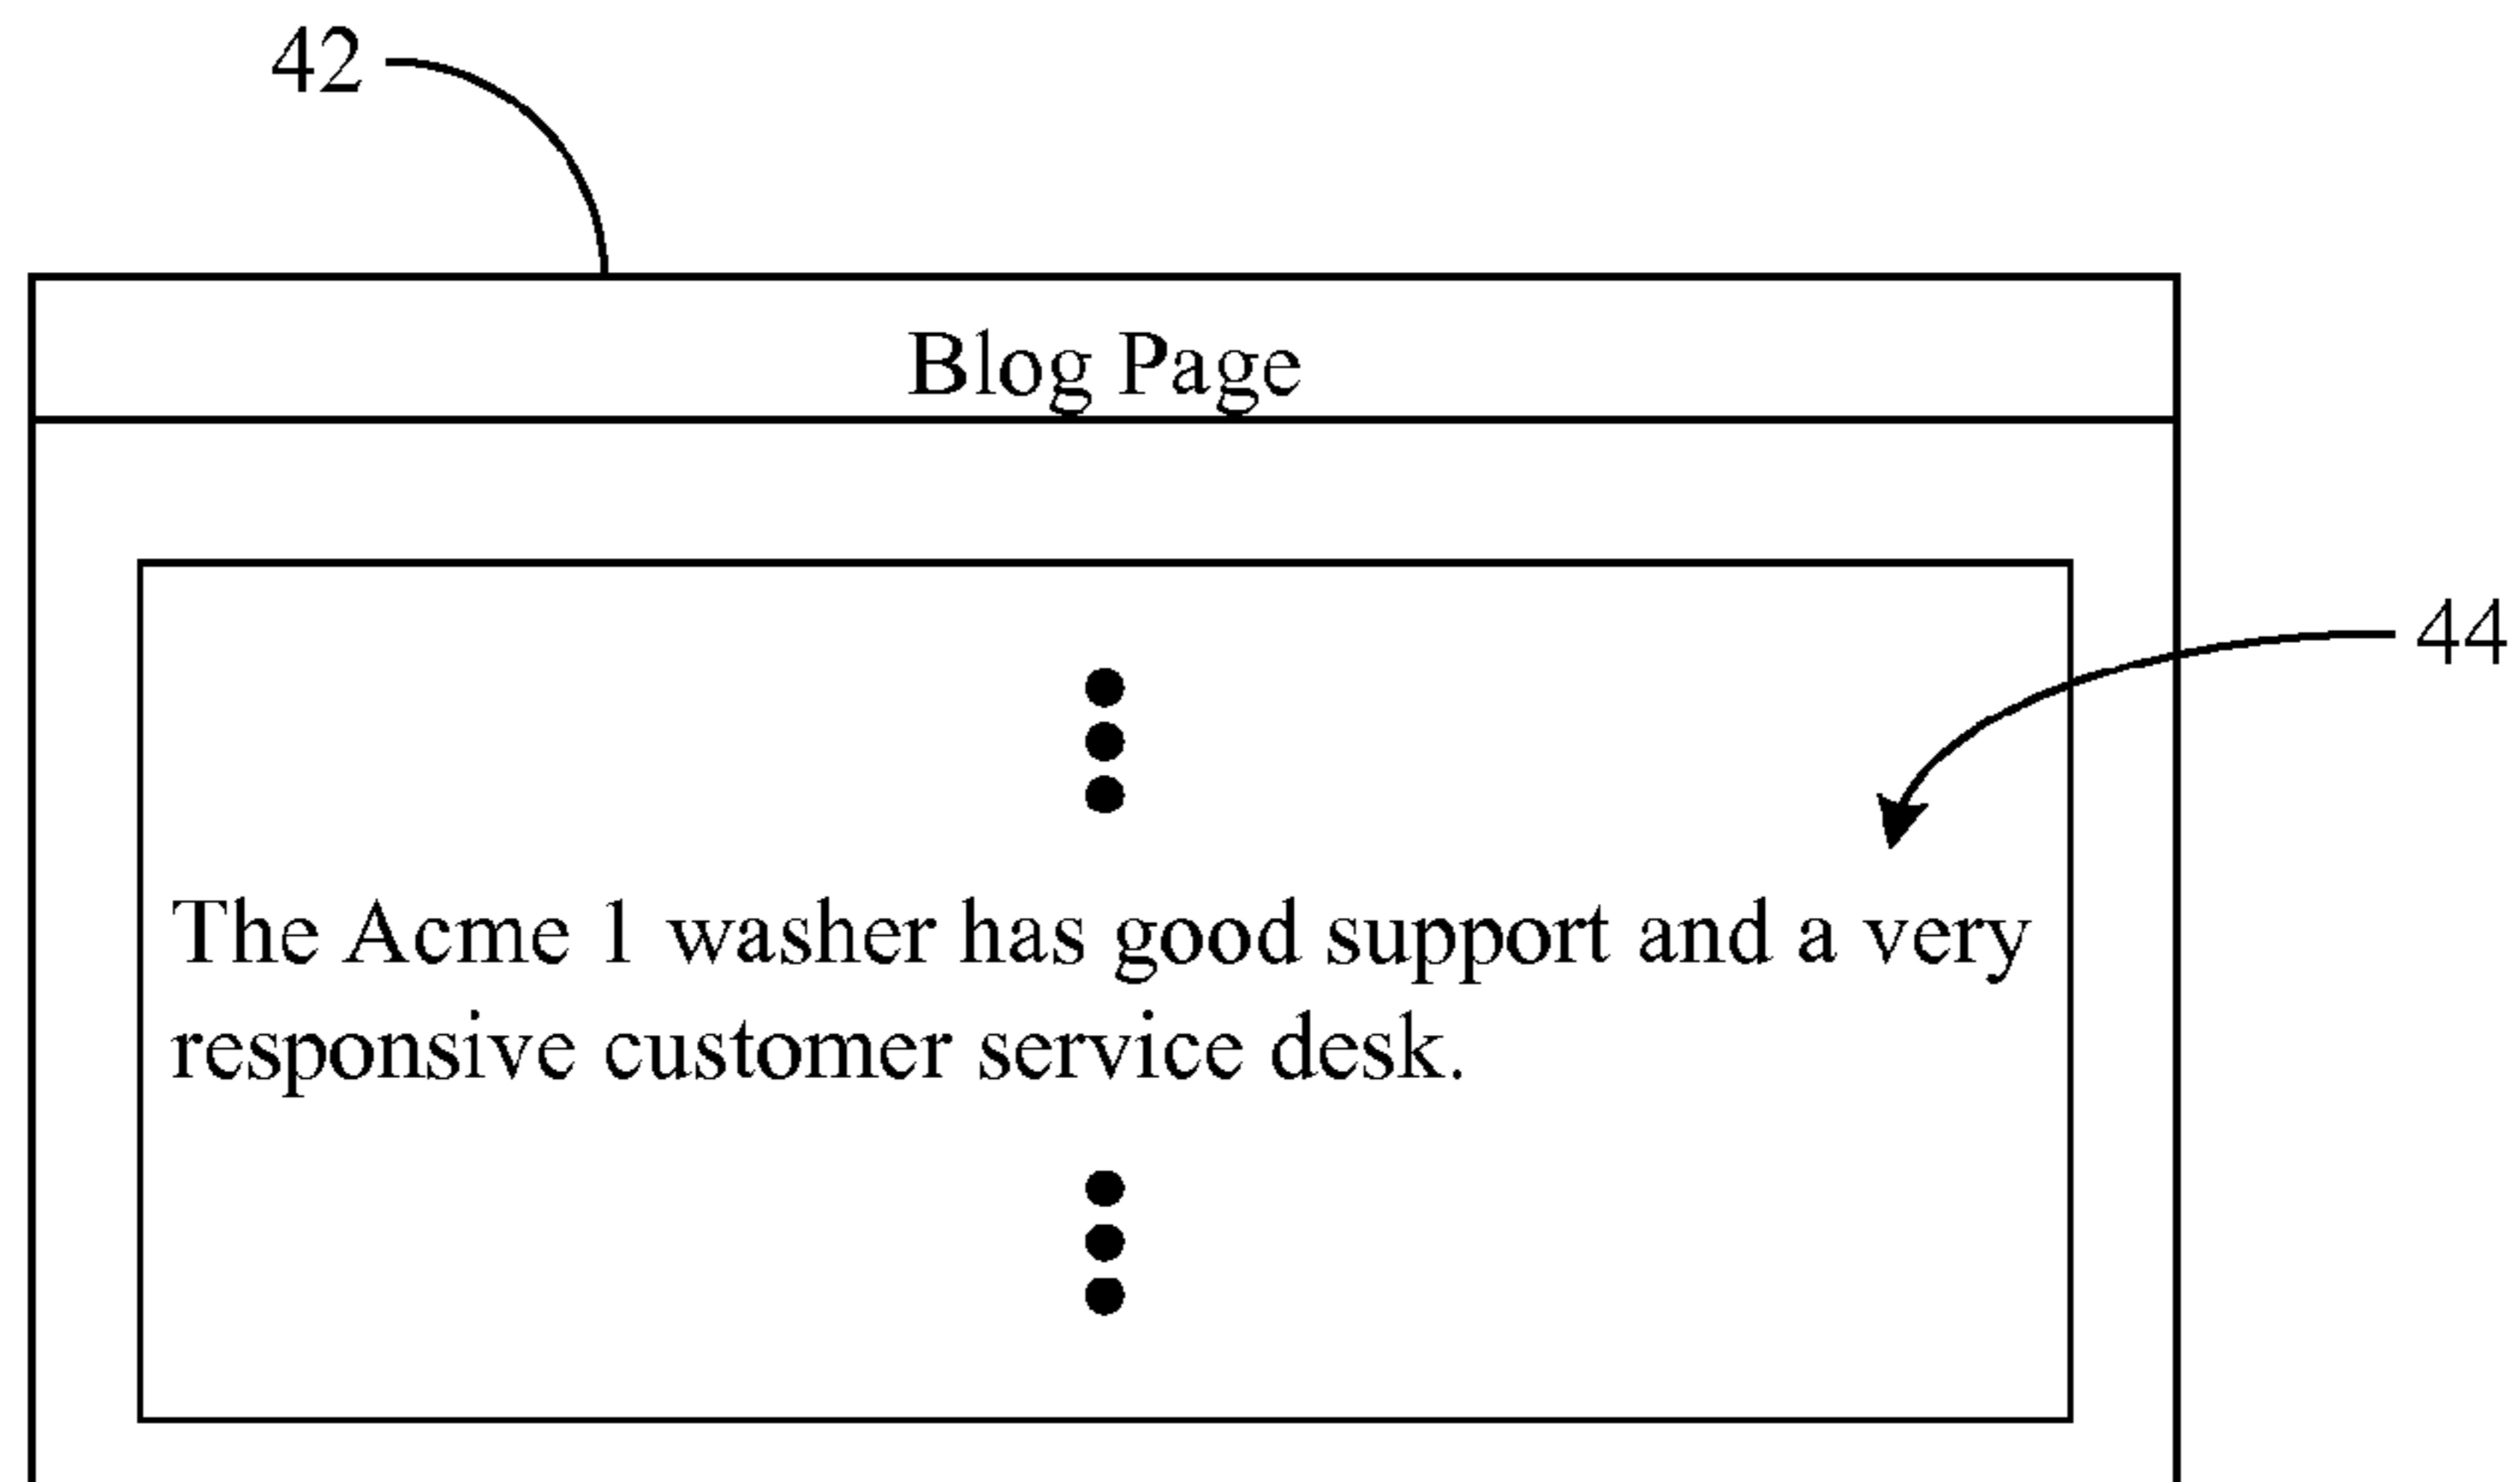 42
Blog Page
44
The Acme 1 washer has good support and a very
responsive customer service desk.